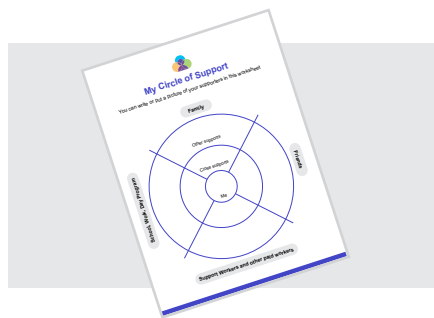 My Circle of Support
You can write or put a picture of your supporters in this worksheet
Family
Other supports
Close supports
Me
Friends
School, Work, Day Program
Support Workers and other paid workers